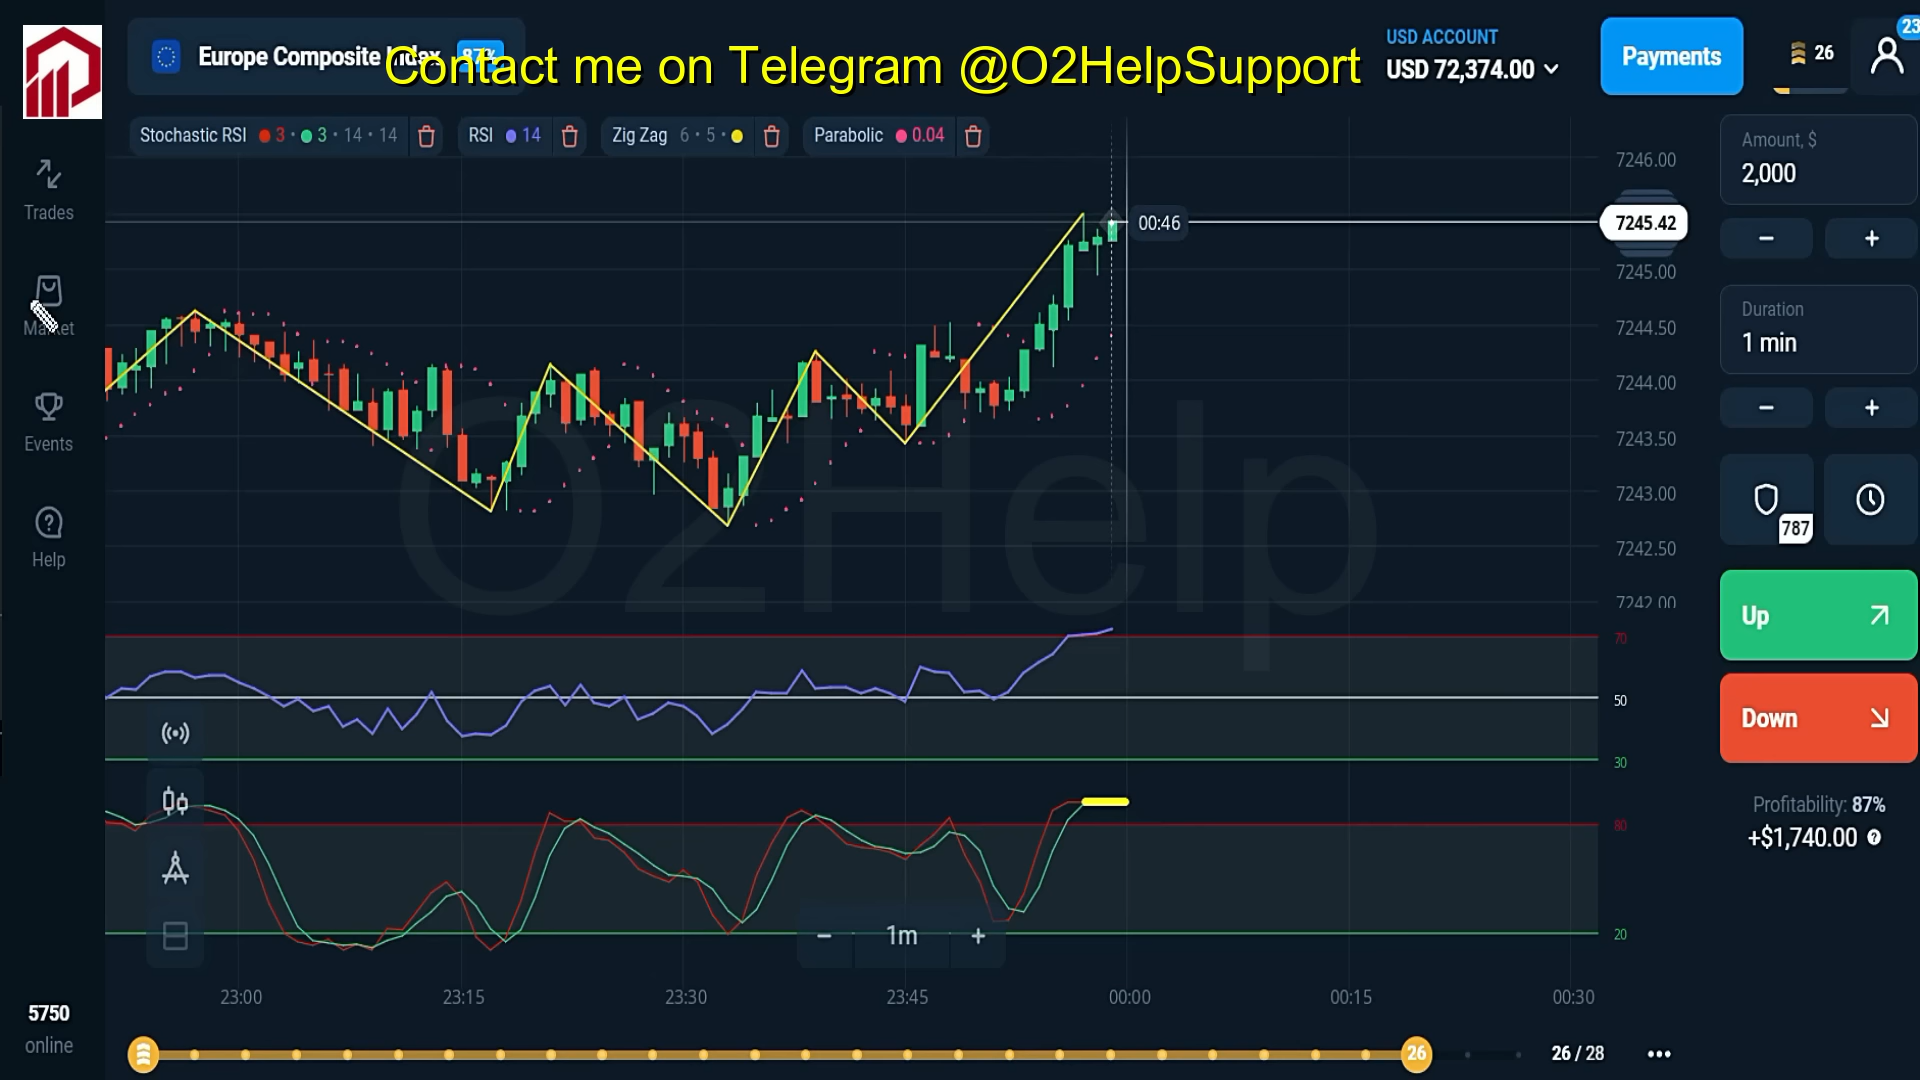 Europe Composite Index 87%
Contact me on Telegram @O2HelpSupport
USD ACCOUNT
USD 72,374.00
Payments
26
23
Stochastic RSI 3 · 3 · 14 · 14
RSI 14
Zig Zag 6 · 5 ·
Parabolic 0.04
Trades
Market
Events
Help
5750
online
00:46
7246.00
7245.42
7245.00
7244.50
7244.00
7243.50
7243.00
7242.50
7242.00
70
50
30
80
20
O2Help
1m
23:00
23:15
23:30
23:45
00:00
00:15
00:30
26
26 / 28
Amount, $
2,000
Duration
1 min
787
Up
Down
Profitability: 87%
+$1,740.00